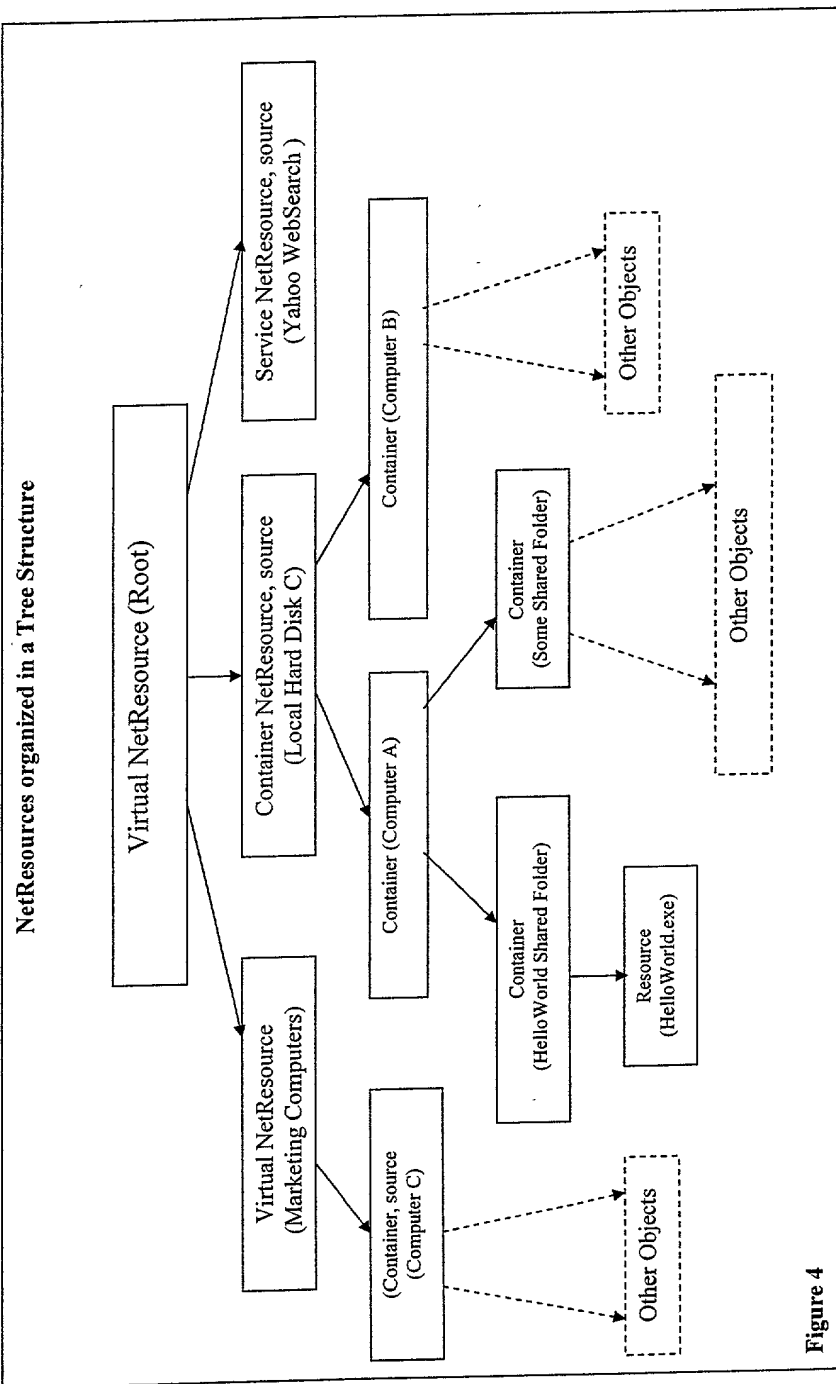 NetResources organized in a Tree Structure
Virtual NetResource (Root)
Virtual NetResource
(Marketing Computers)
Container NetResource, source
(Local Hard Disk C)
Service NetResource, source
(Yahoo WebSearch )
(Container, source
(Computer C)
Container (Computer A)
Container (Computer B)
Container
(HelloWorld Shared Folder)
Container
(Some Shared Folder)
Other Objects
Resource
(HelloWorld.exe)
Other Objects
Other Objects
Figure 4